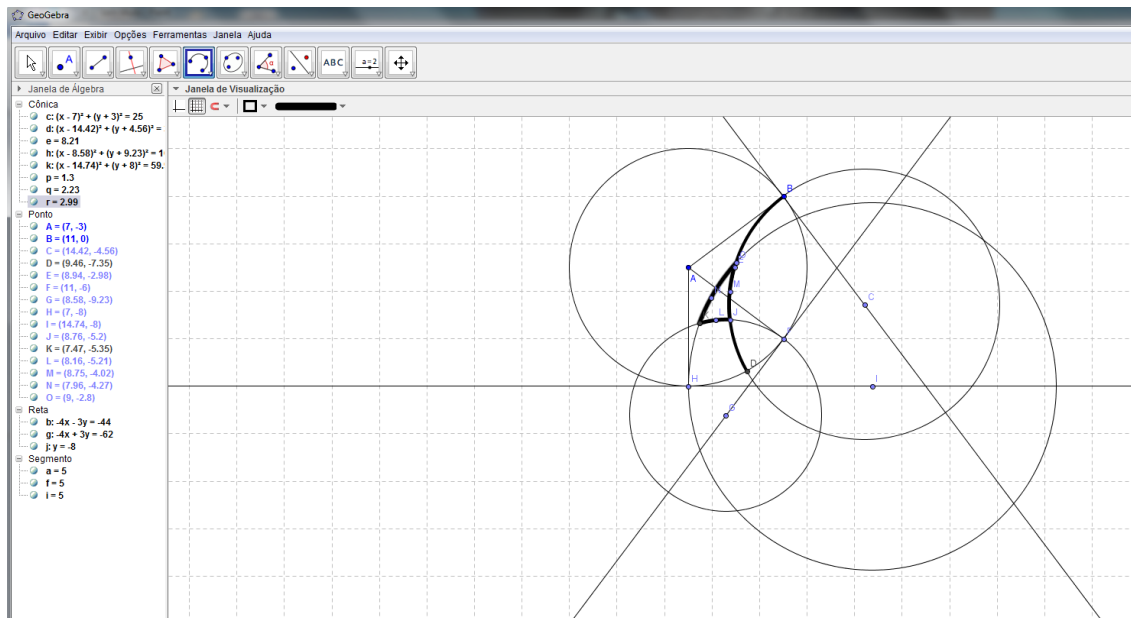 GeoGebra
Arquivo Editar Exibir Opções Ferramentas Janela Ajuda
A
α
ABC
a=2
Janela de Álgebra
Janela de Visualização
Cônica
c: (x - 7)² + (y + 3)² = 25
d: (x - 14.42)² + (y + 4.56)² =
e = 8.21
h: (x - 8.58)² + (y + 9.23)² = 1
k: (x - 14.74)² + (y + 8)² = 59.
p = 1.3
q = 2.23
r = 2.99
Ponto
A = (7, -3)
B = (11, 0)
C = (14.42, -4.56)
D = (9.46, -7.35)
E = (8.94, -2.98)
F = (11, -6)
G = (8.58, -9.23)
H = (7, -8)
I = (14.74, -8)
J = (8.76, -5.2)
K = (7.47, -5.35)
L = (8.16, -5.21)
M = (8.75, -4.02)
N = (7.96, -4.27)
O = (9, -2.8)
Reta
b: -4x - 3y = -44
g: -4x + 3y = -62
j: y = -8
Segmento
a = 5
f = 5
i = 5
B
A
M
C
L
J
D
H
I
G